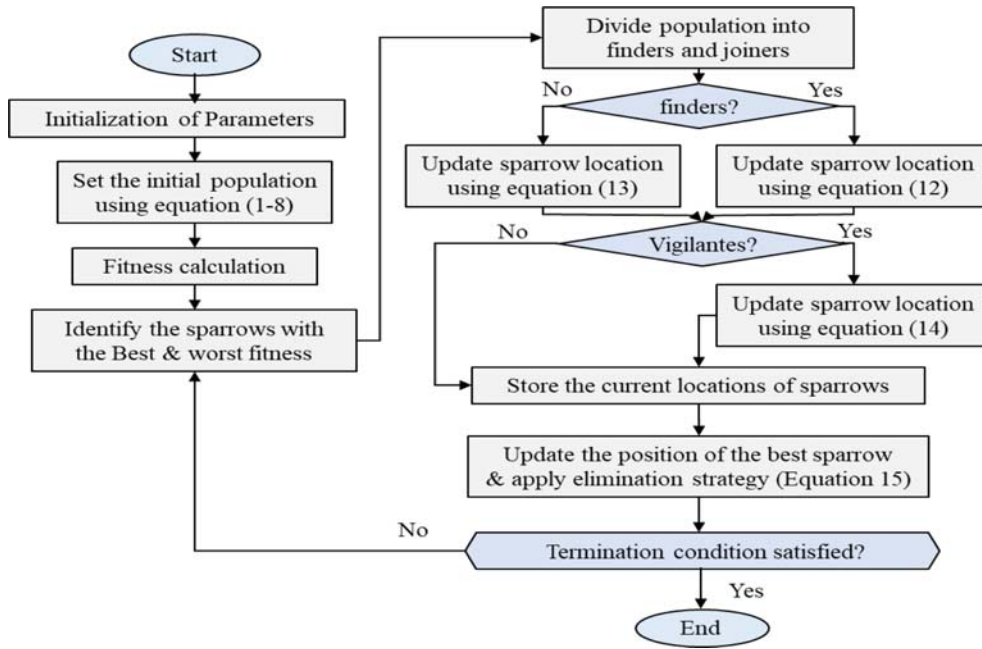 Start
Initialization of Parameters
Set the initial population
using equation (1-8)
Fitness calculation
Identify the sparrows with
the Best & worst fitness
Divide population into
finders and joiners
No
finders?
Yes
Update sparrow location
using equation (13)
Update sparrow location
using equation (12)
No
Vigilantes?
Yes
Update sparrow location
using equation (14)
Store the current locations of sparrows
Update the position of the best sparrow
& apply elimination strategy (Equation 15)
No
Termination condition satisfied?
Yes
End